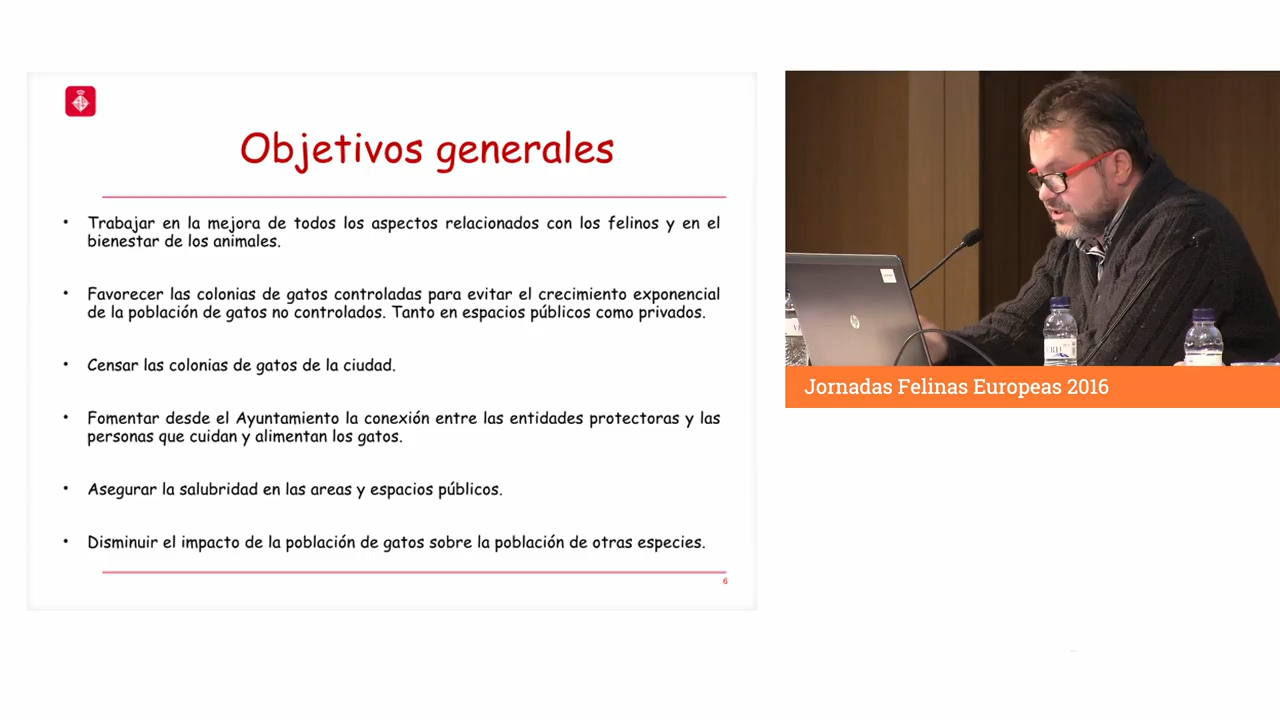 Objetivos generales
• Trabajar en la mejora de todos los aspectos relacionados con los felinos y en el
bienestar de los animales.
• Favorecer las colonias de gatos controladas para evitar el crecimiento exponencial
de la población de gatos no controlados. Tanto en espacios públicos como privados.
• Censar las colonias de gatos de la ciudad.
• Fomentar desde el Ayuntamiento la conexión entre las entidades protectoras y las
personas que cuidan y alimentan los gatos.
• Asegurar la salubridad en las areas y espacios públicos.
• Disminuir el impacto de la población de gatos sobre la población de otras especies.
6
hp
Jornadas Felinas Europeas 2016